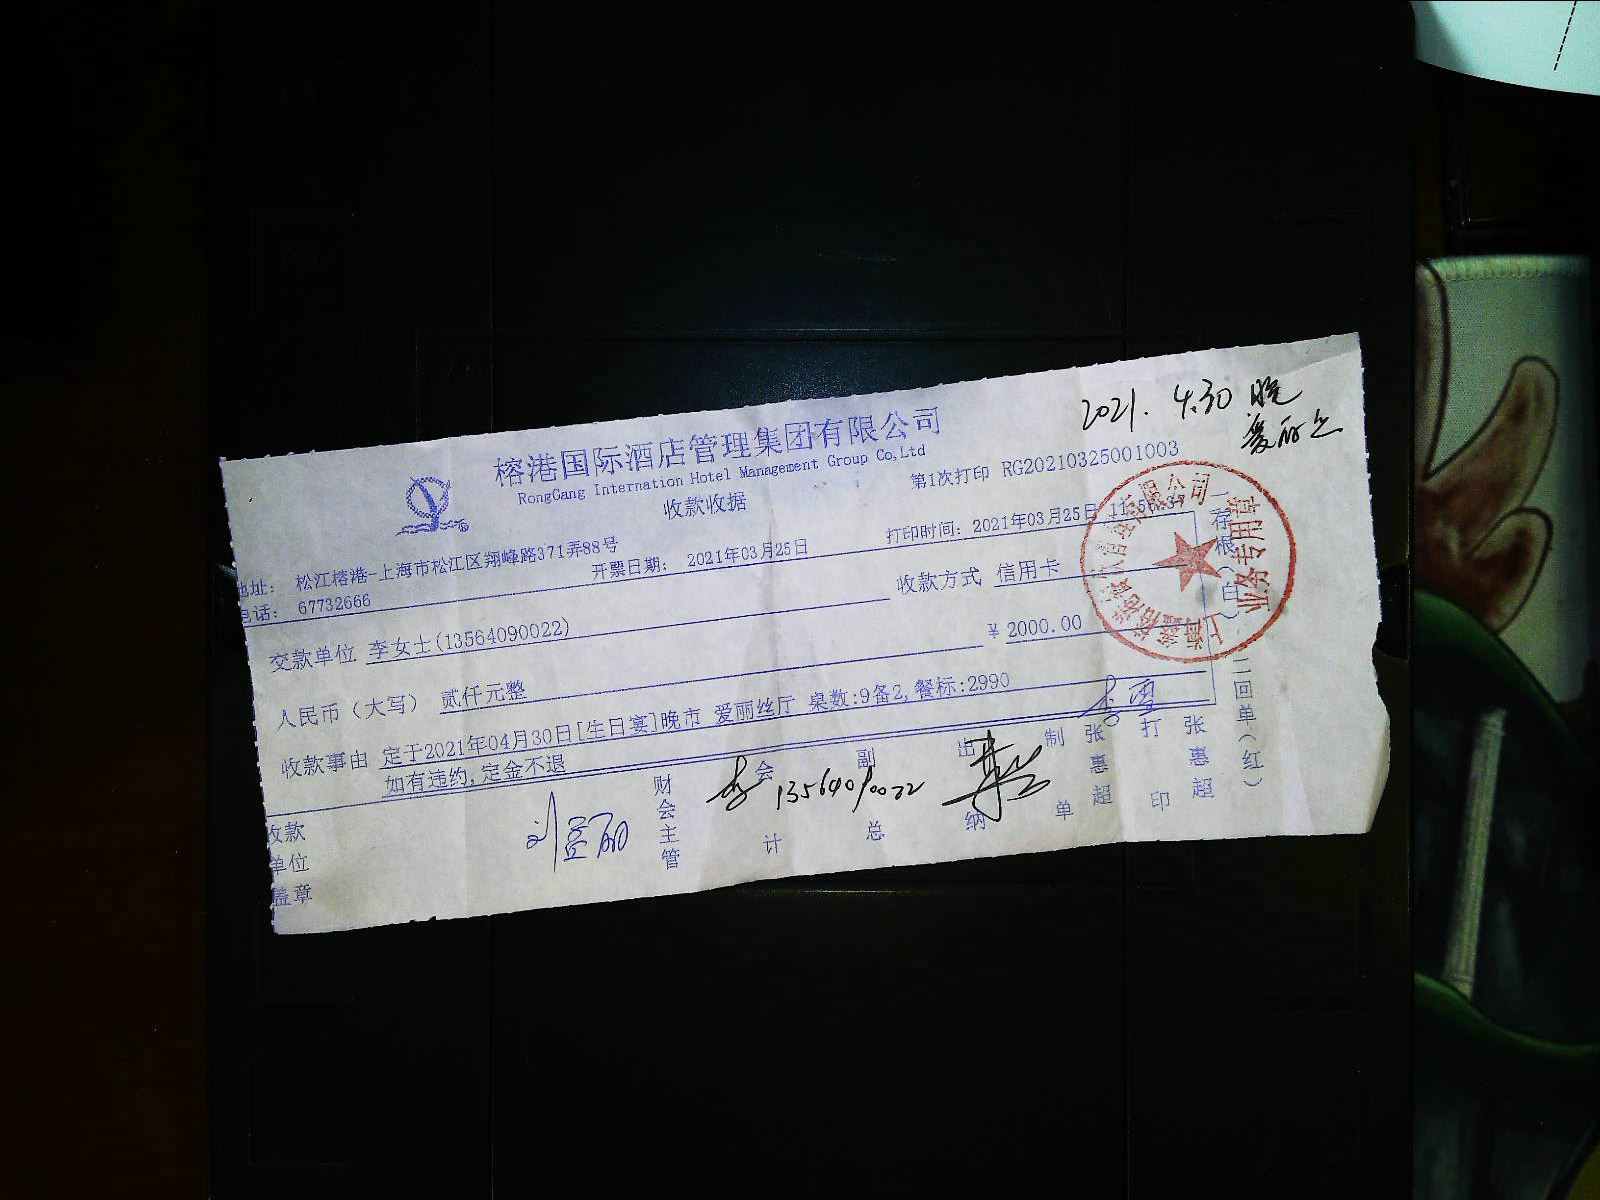 2021. 4.30 晚
爱丽丝
榕港国际酒店管理集团有限公司
RongGang Internation Hotel Management Group Co,Ltd
收款收据
第1次打印 RG20210325001003
地址： 松江榕港-上海市松江区翔峰路371弄88号
电话： 67732666
开票日期： 2021年03月25日
打印时间：2021年03月25日
交款单位 李女士(13564090022)
收款方式 信用卡
人民币（大写） 贰仟元整
¥ 2000.00
收款事由 定于2021年04月30日[生日宴]晚市 爱丽丝厅 桌数:9备2,餐标:2990
如有违约,定金不退
收款单位盖章
财会主管
会计
副总
出纳
制单
张惠超
打印
张惠超
13564090022
一存根（白）二回单（红）
业务专用章